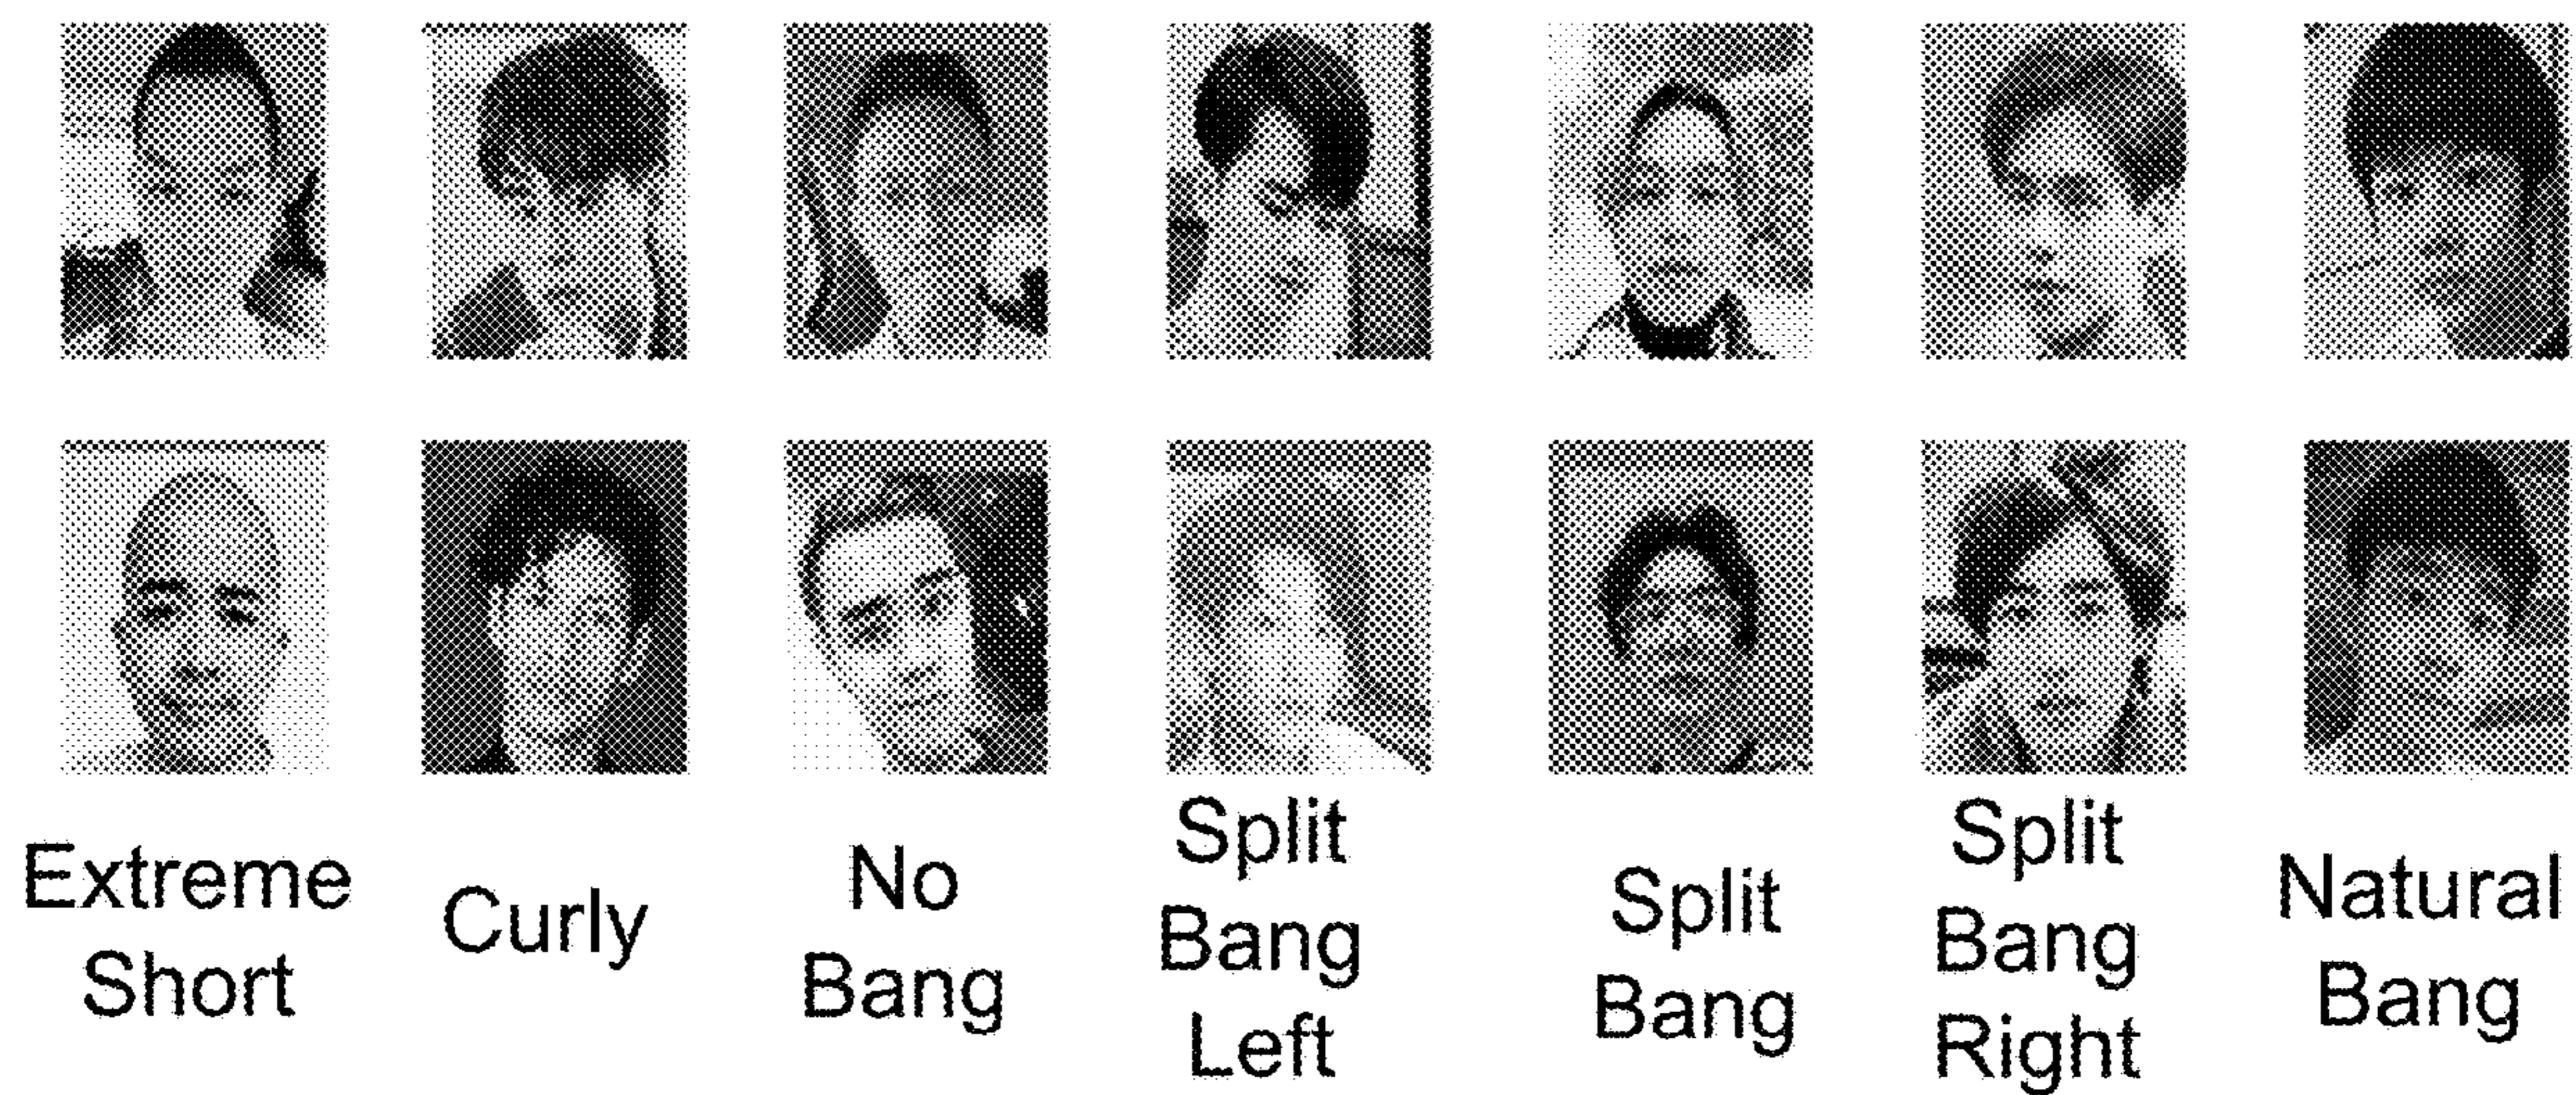 Extreme
Short
Curly
No
Bang
Split
Bang
Left
Split
Bang
Split
Bang
Right
Natural
Bang